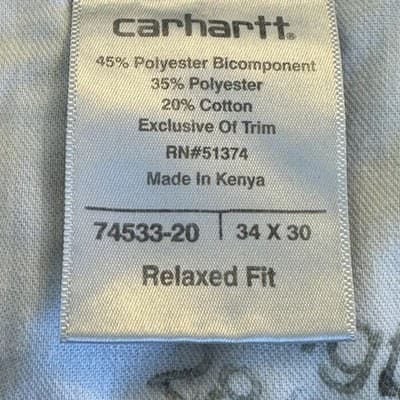 carhartt.
45% Polyester Bicomponent
35% Polyester
20% Cotton
Exclusive Of Trim
RN#51374
Made In Kenya
74533-20 34 X 30
Relaxed Fit